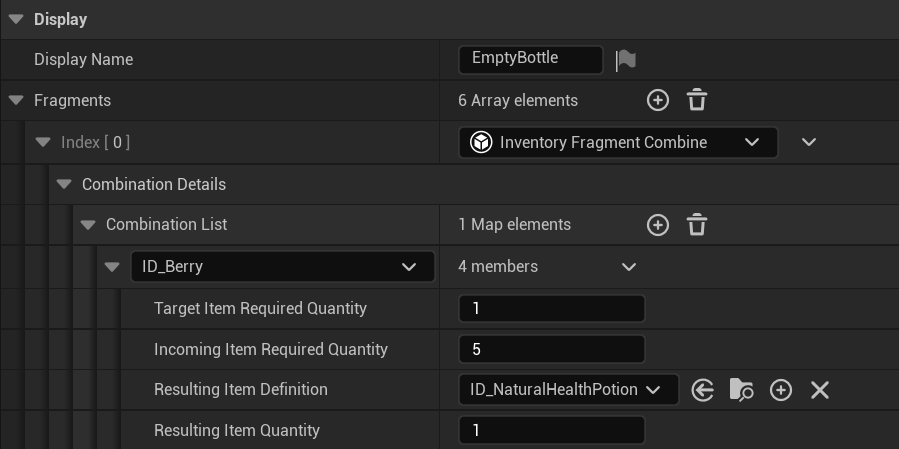 Display
Display Name EmptyBottle
Fragments 6 Array elements
Index [ 0 ] Inventory Fragment Combine
Combination Details
Combination List 1 Map elements
ID_Berry 4 members
Target Item Required Quantity 1
Incoming Item Required Quantity 5
Resulting Item Definition ID_NaturalHealthPotion
Resulting Item Quantity 1